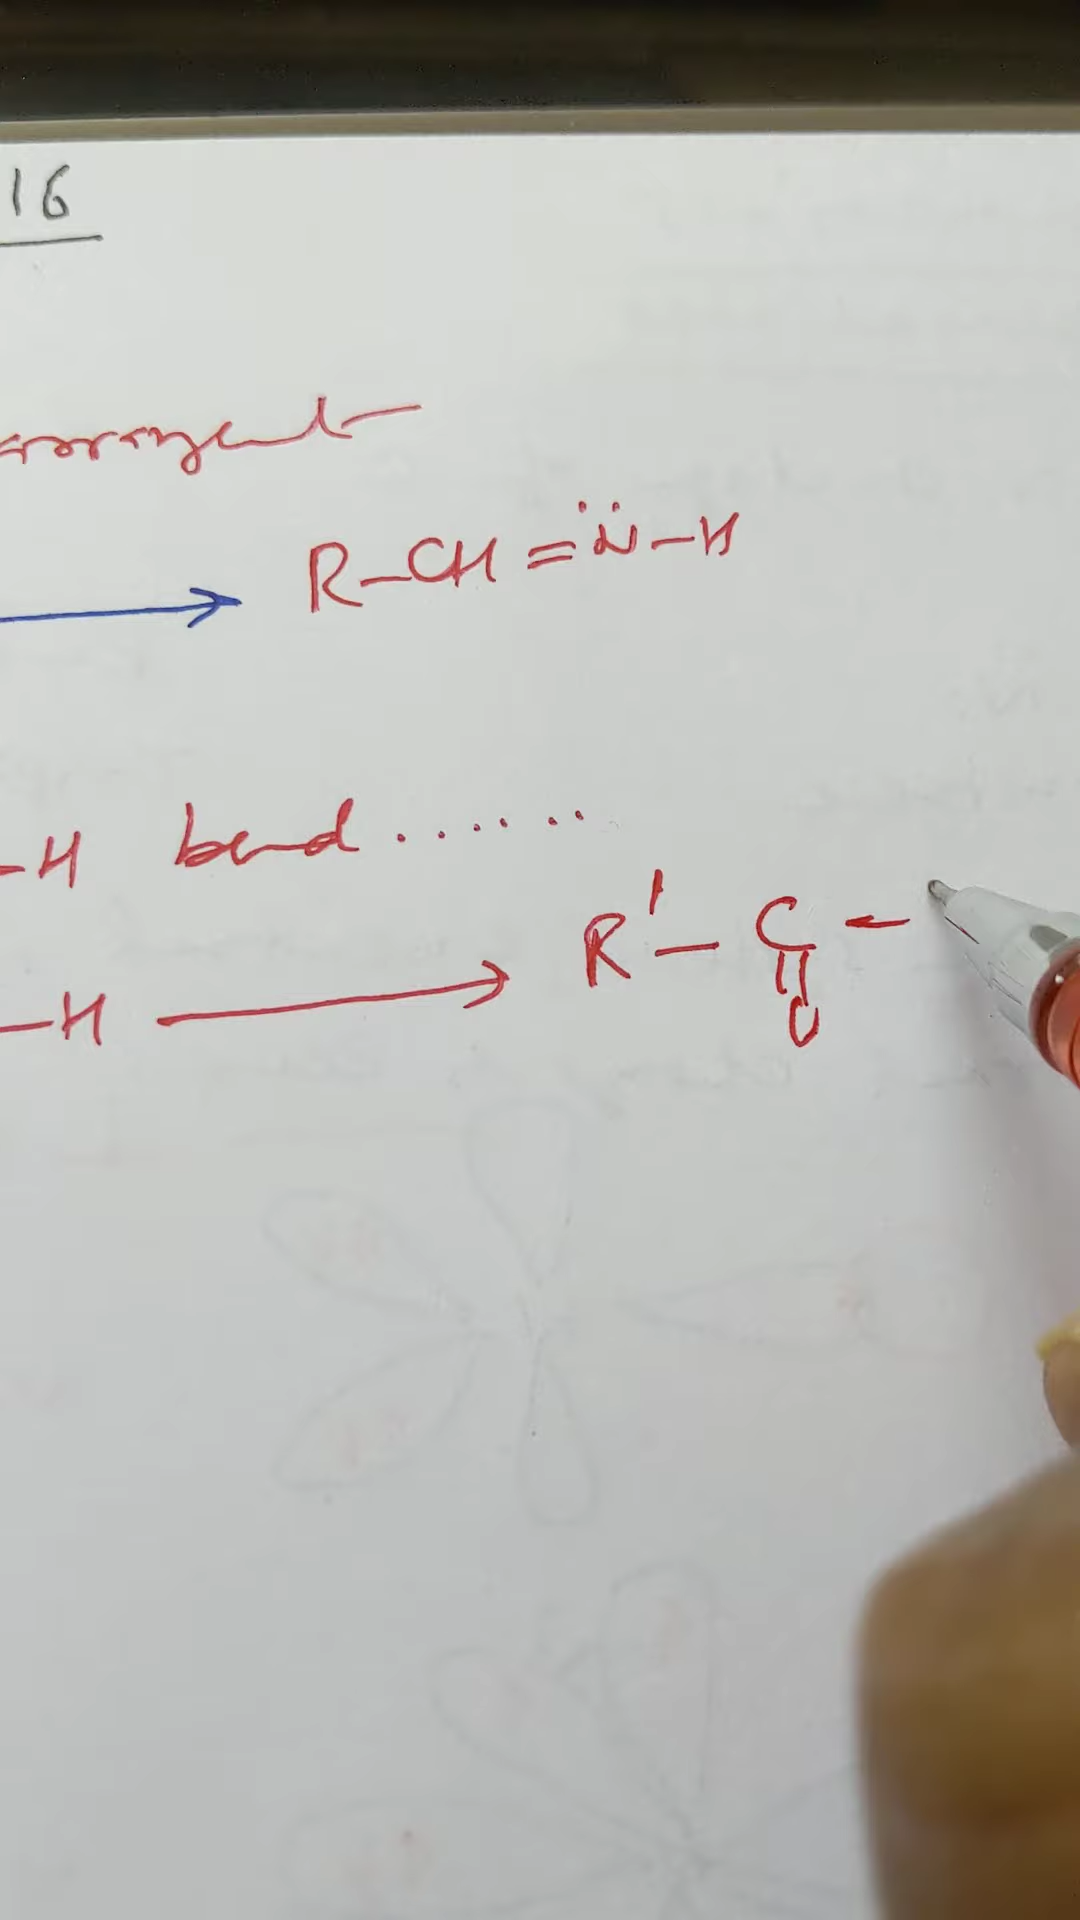 16
R-CH=N̈-H
-H bond.......
-H ⟶ R'-C-
||
O